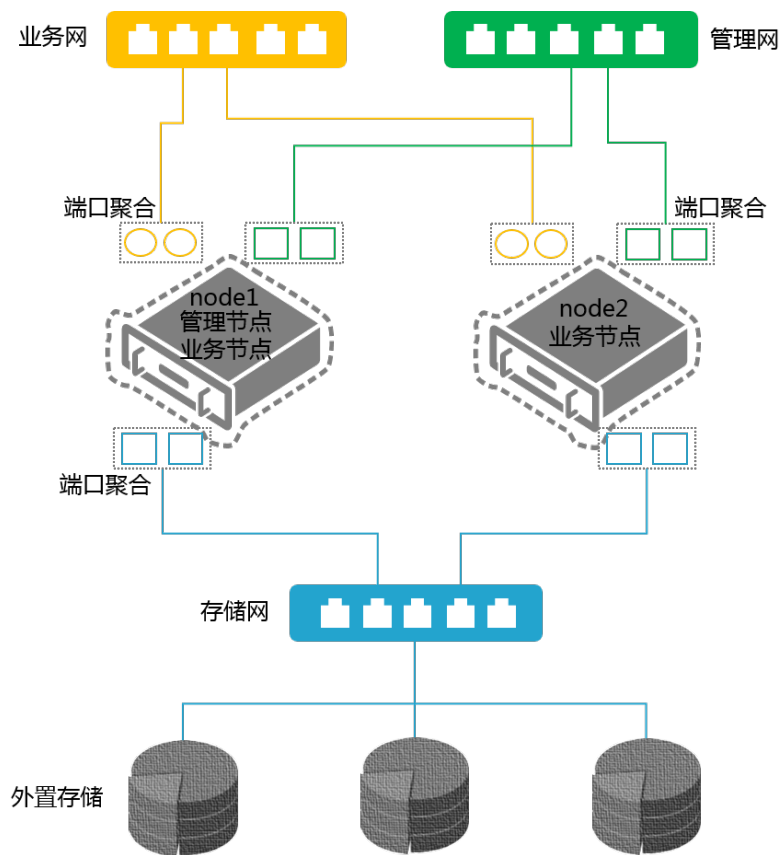 业务网
管理网
端口聚合
端口聚合
node1
管理节点
业务节点
node2
业务节点
端口聚合
存储网
外置存储